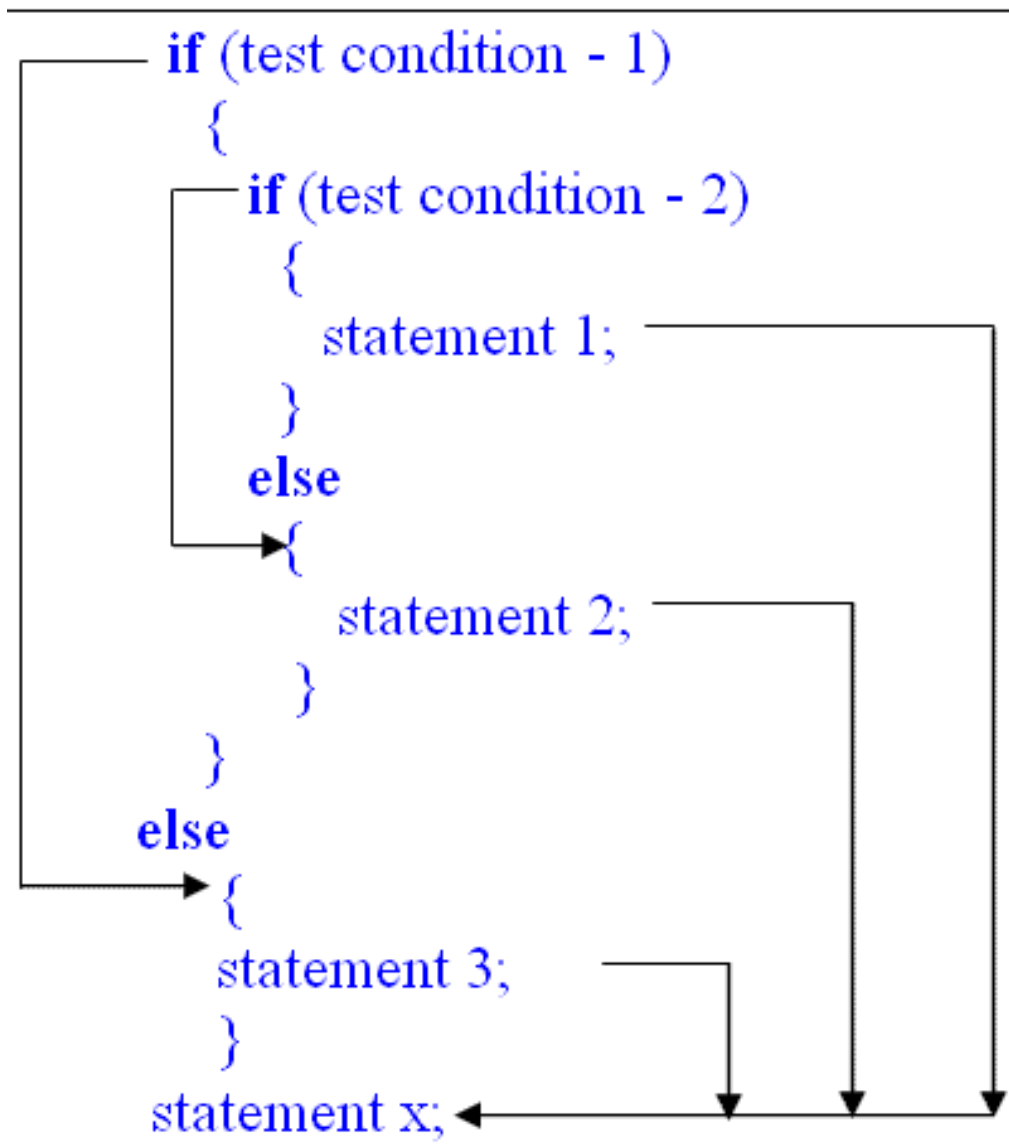 if (test condition - 1)
{
if (test condition - 2)
{
statement 1;
}
else
{
statement 2;
}
}
else
{
statement 3;
}
statement x;